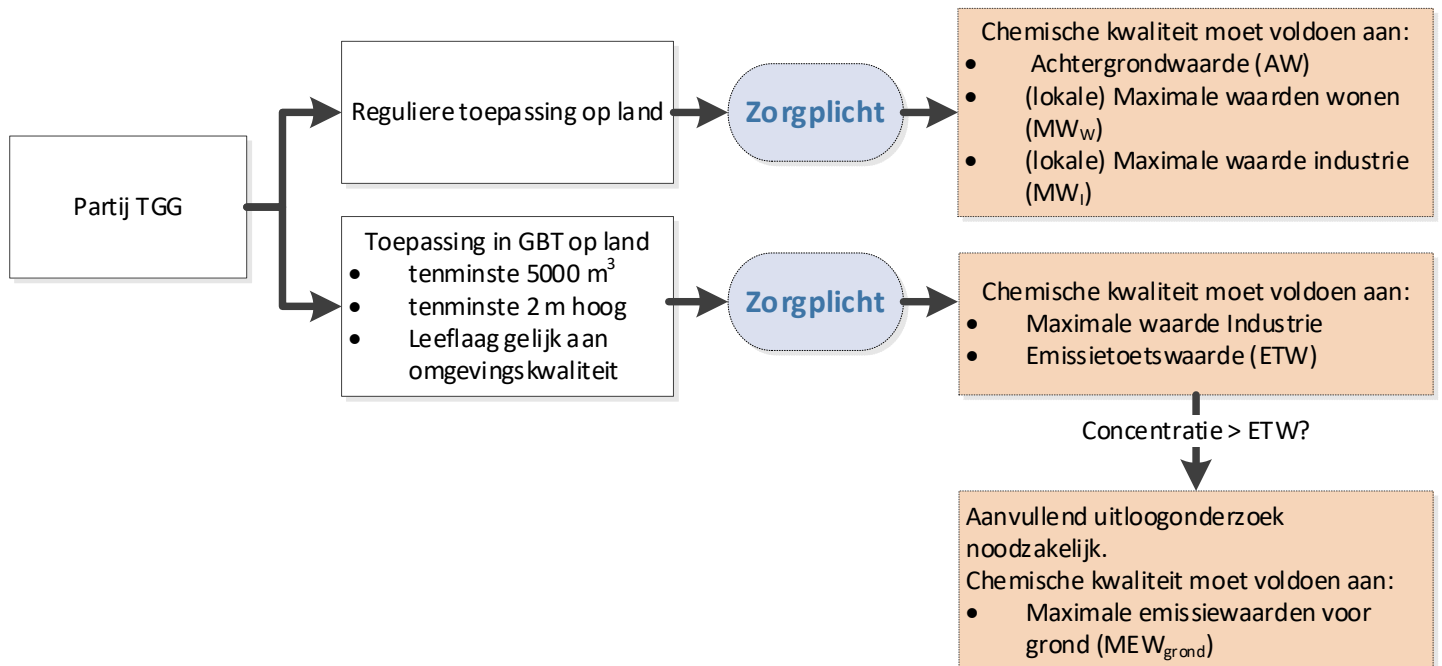 Partij TGG
Reguliere toepassing op land
Zorgplicht
Chemische kwaliteit moet voldoen aan:
• Achtergrondwaarde (AW)
• (lokale) Maximale waarden wonen
(MW_W)
• (lokale) Maximale waarde industrie
(MW_I)
Toepassing in GBT op land
• tenminste 5000 m³
• tenminste 2 m hoog
• Leeflaag gelijk aan
omgevingskwaliteit
Zorgplicht
Chemische kwaliteit moet voldoen aan:
• Maximale waarde Industrie
• Emissietoetswaarde (ETW)
Concentratie > ETW?
Aanvullend uitloogonderzoek
noodzakelijk.
Chemische kwaliteit moet voldoen aan:
• Maximale emissiewaarden voor
grond (MEW_grond)